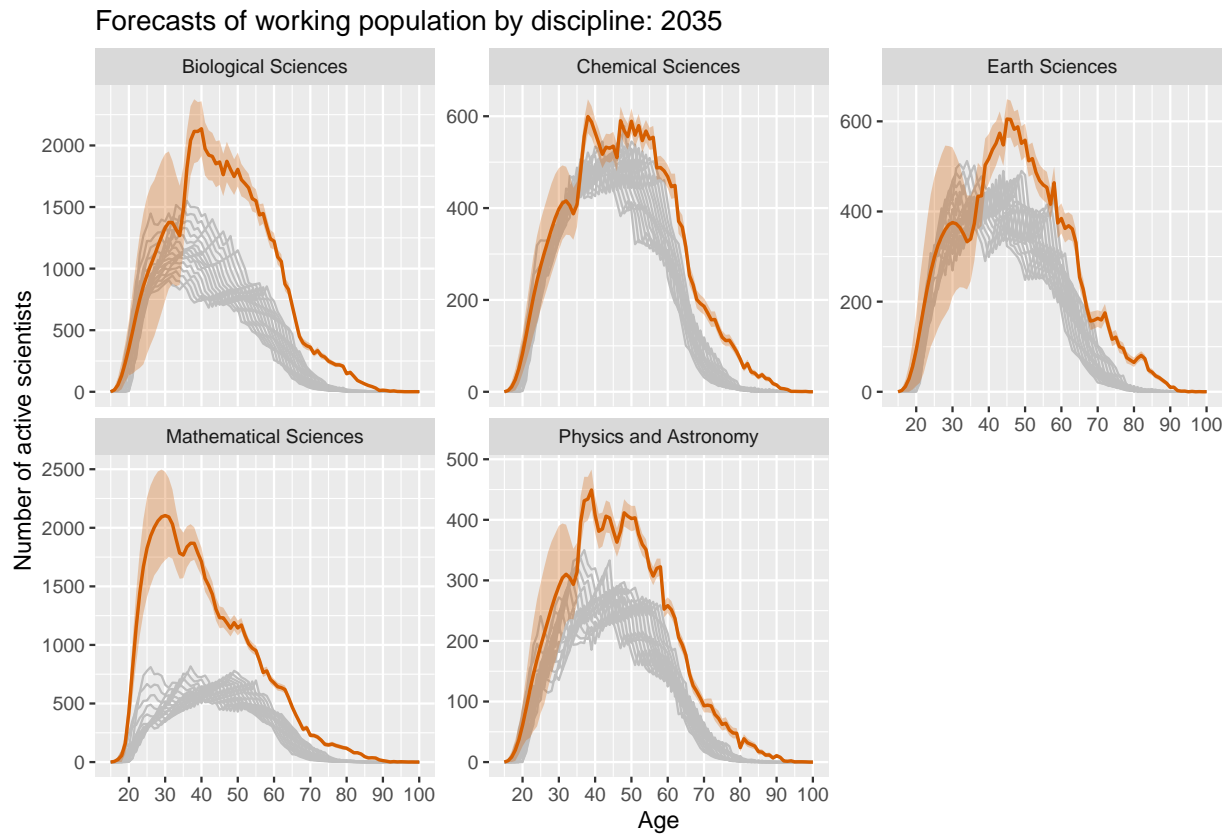 Forecasts of working population by discipline: 2035
Biological Sciences
Chemical Sciences
Earth Sciences
2000
1500
1000
500
0
600
400
200
0
600
400
200
0
20 30 40 50 60 70 80 90 100
Mathematical Sciences
Physics and Astronomy
2500
2000
1500
1000
500
0
500
400
300
200
100
0
20 30 40 50 60 70 80 90 100
20 30 40 50 60 70 80 90 100
Number of active scientists
Age